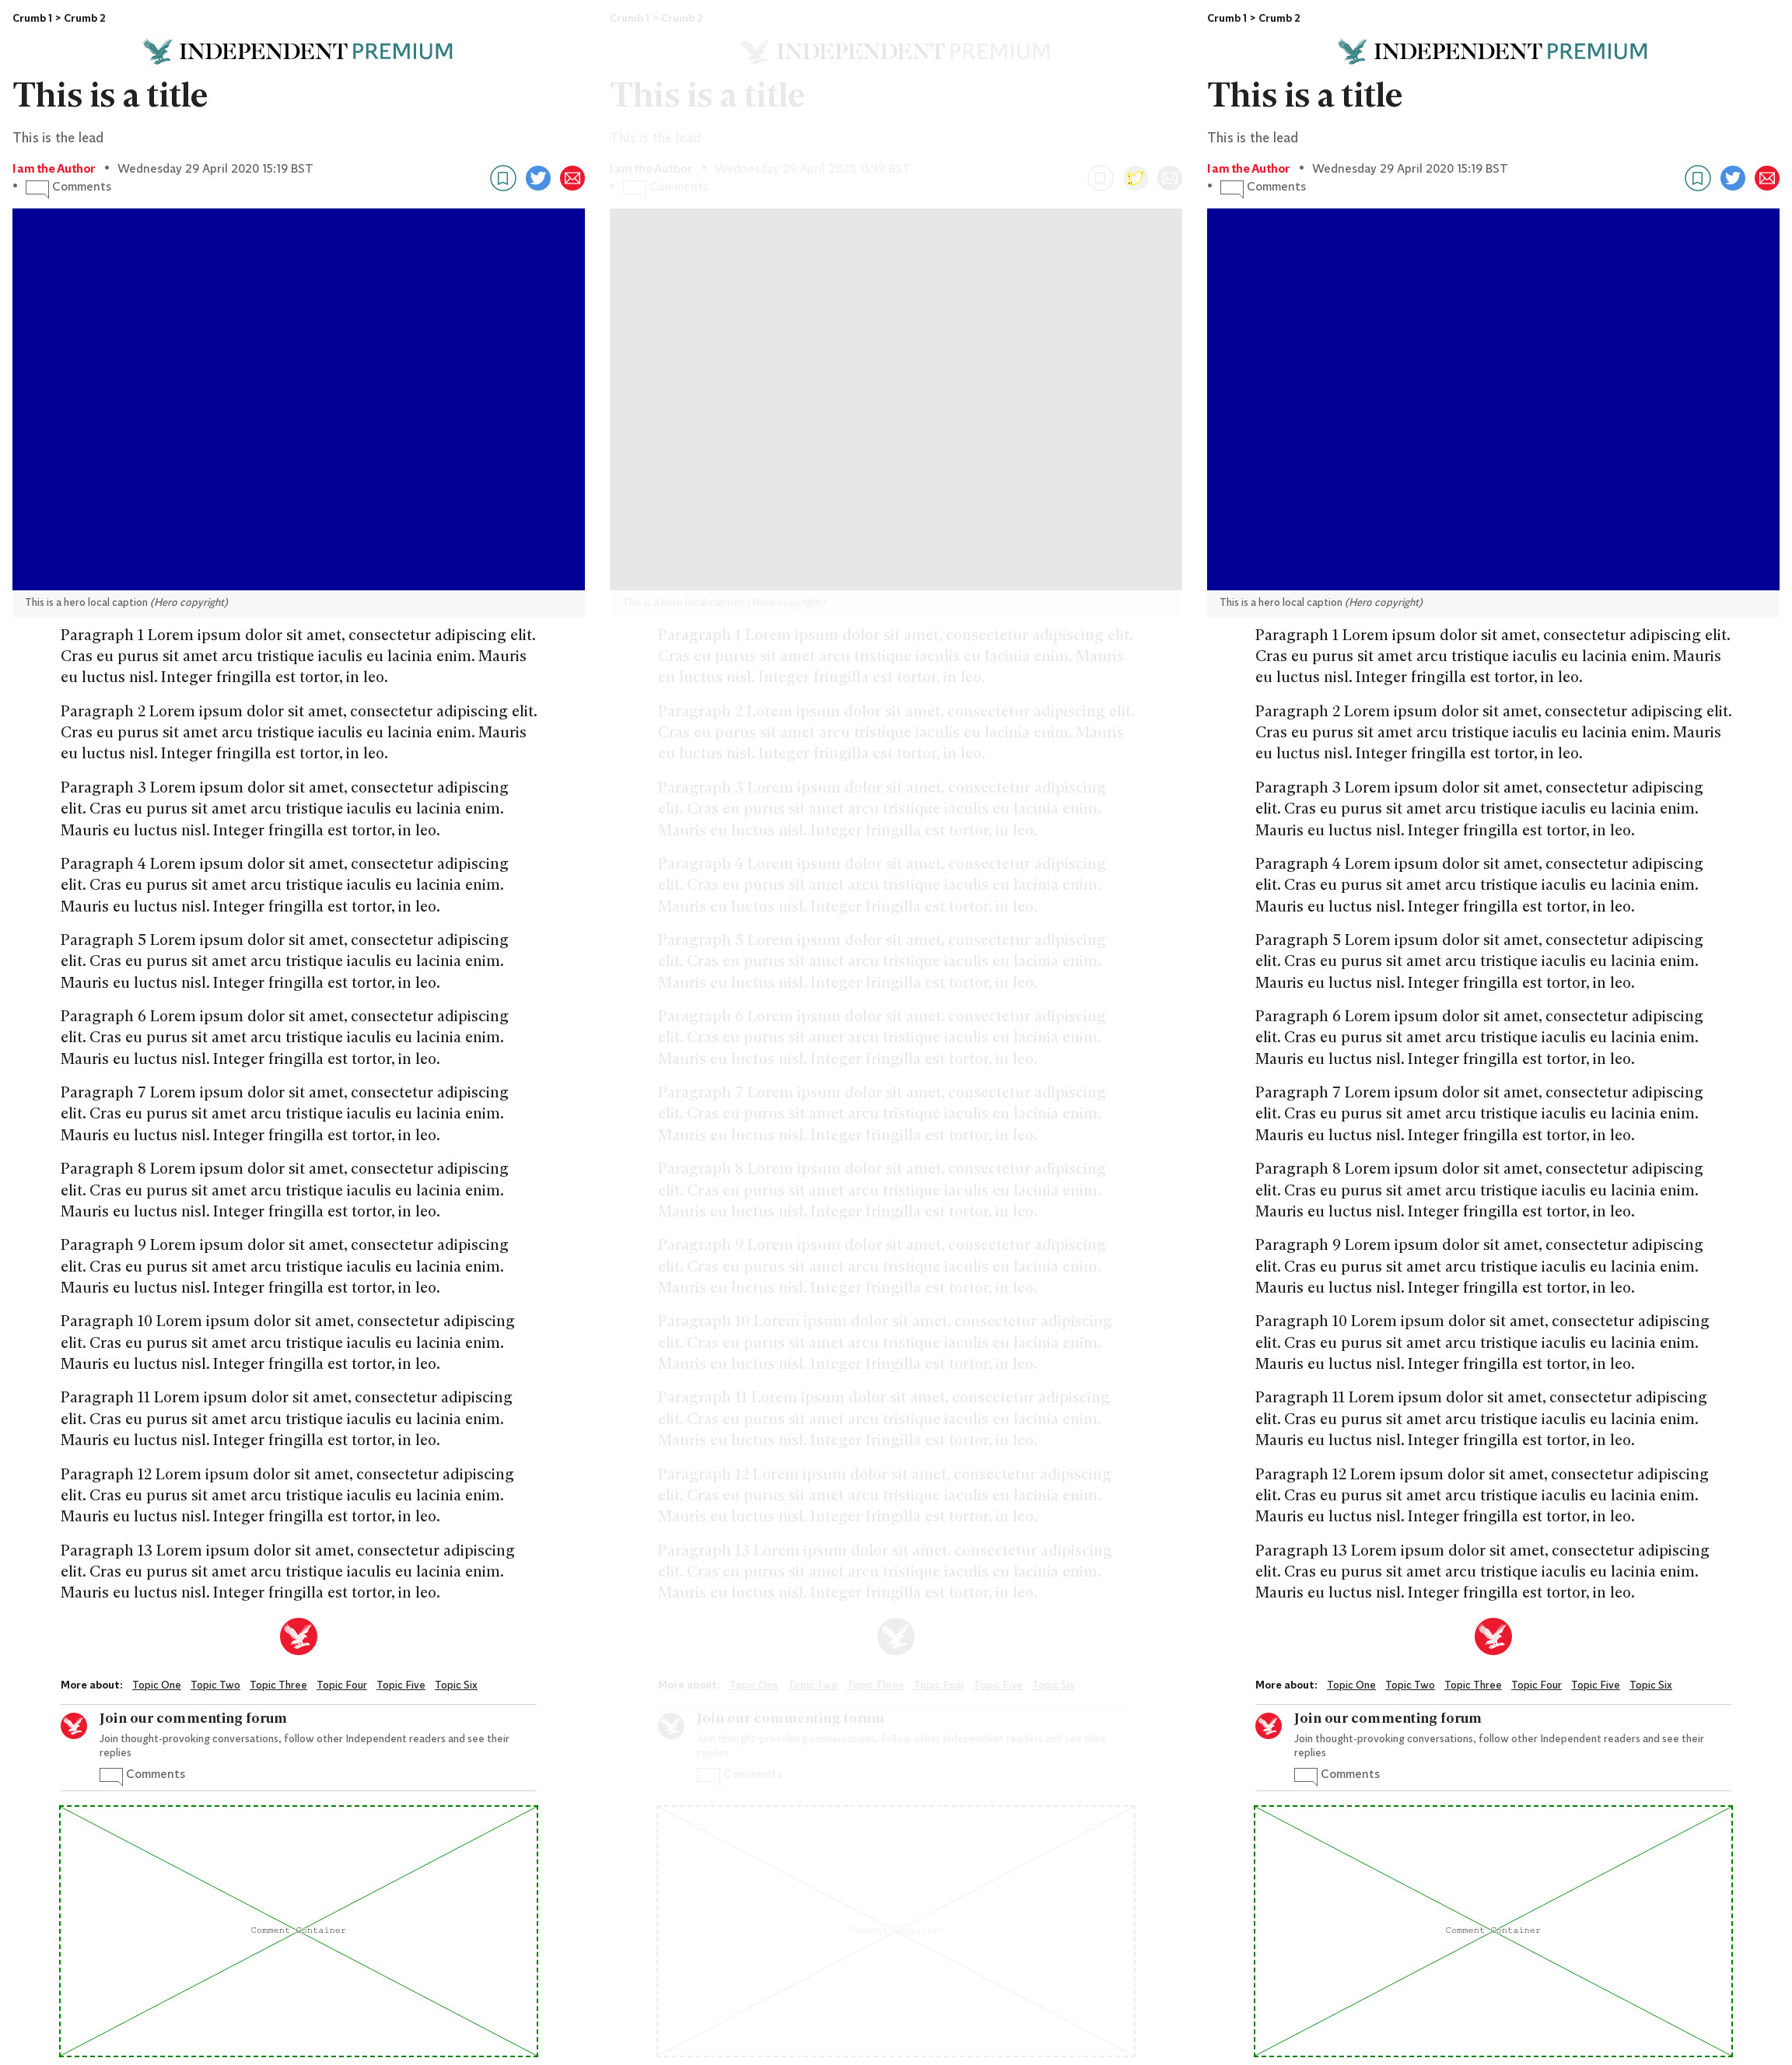 Crumb 1 > Crumb 2
INDEPENDENT PREMIUM
This is a title
This is the lead
I am the Author • Wednesday 29 April 2020 15:19 BST
• Comments
This is a hero local caption (Hero copyright)
Paragraph 1 Lorem ipsum dolor sit amet, consectetur adipiscing elit.
Cras eu purus sit amet arcu tristique iaculis eu lacinia enim. Mauris
eu luctus nisl. Integer fringilla est tortor, in leo.
Paragraph 2 Lorem ipsum dolor sit amet, consectetur adipiscing elit.
Cras eu purus sit amet arcu tristique iaculis eu lacinia enim. Mauris
eu luctus nisl. Integer fringilla est tortor, in leo.
Paragraph 3 Lorem ipsum dolor sit amet, consectetur adipiscing
elit. Cras eu purus sit amet arcu tristique iaculis eu lacinia enim.
Mauris eu luctus nisl. Integer fringilla est tortor, in leo.
Paragraph 4 Lorem ipsum dolor sit amet, consectetur adipiscing
elit. Cras eu purus sit amet arcu tristique iaculis eu lacinia enim.
Mauris eu luctus nisl. Integer fringilla est tortor, in leo.
Paragraph 5 Lorem ipsum dolor sit amet, consectetur adipiscing
elit. Cras eu purus sit amet arcu tristique iaculis eu lacinia enim.
Mauris eu luctus nisl. Integer fringilla est tortor, in leo.
Paragraph 6 Lorem ipsum dolor sit amet, consectetur adipiscing
elit. Cras eu purus sit amet arcu tristique iaculis eu lacinia enim.
Mauris eu luctus nisl. Integer fringilla est tortor, in leo.
Paragraph 7 Lorem ipsum dolor sit amet, consectetur adipiscing
elit. Cras eu purus sit amet arcu tristique iaculis eu lacinia enim.
Mauris eu luctus nisl. Integer fringilla est tortor, in leo.
Paragraph 8 Lorem ipsum dolor sit amet, consectetur adipiscing
elit. Cras eu purus sit amet arcu tristique iaculis eu lacinia enim.
Mauris eu luctus nisl. Integer fringilla est tortor, in leo.
Paragraph 9 Lorem ipsum dolor sit amet, consectetur adipiscing
elit. Cras eu purus sit amet arcu tristique iaculis eu lacinia enim.
Mauris eu luctus nisl. Integer fringilla est tortor, in leo.
Paragraph 10 Lorem ipsum dolor sit amet, consectetur adipiscing
elit. Cras eu purus sit amet arcu tristique iaculis eu lacinia enim.
Mauris eu luctus nisl. Integer fringilla est tortor, in leo.
Paragraph 11 Lorem ipsum dolor sit amet, consectetur adipiscing
elit. Cras eu purus sit amet arcu tristique iaculis eu lacinia enim.
Mauris eu luctus nisl. Integer fringilla est tortor, in leo.
Paragraph 12 Lorem ipsum dolor sit amet, consectetur adipiscing
elit. Cras eu purus sit amet arcu tristique iaculis eu lacinia enim.
Mauris eu luctus nisl. Integer fringilla est tortor, in leo.
Paragraph 13 Lorem ipsum dolor sit amet, consectetur adipiscing
elit. Cras eu purus sit amet arcu tristique iaculis eu lacinia enim.
Mauris eu luctus nisl. Integer fringilla est tortor, in leo.
More about: Topic One Topic Two Topic Three Topic Four Topic Five Topic Six
Join our commenting forum
Join thought-provoking conversations, follow other Independent readers and see their
replies
Comments
Comment Container
Crumb 1 > Crumb 2
INDEPENDENT PREMIUM
This is a title
This is the lead
I am the Author • Wednesday 29 April 2020 15:19 BST
• Comments
This is a hero local caption (Hero copyright)
Paragraph 1 Lorem ipsum dolor sit amet, consectetur adipiscing elit.
Cras eu purus sit amet arcu tristique iaculis eu lacinia enim. Mauris
eu luctus nisl. Integer fringilla est tortor, in leo.
Paragraph 2 Lorem ipsum dolor sit amet, consectetur adipiscing elit.
Cras eu purus sit amet arcu tristique iaculis eu lacinia enim. Mauris
eu luctus nisl. Integer fringilla est tortor, in leo.
Paragraph 3 Lorem ipsum dolor sit amet, consectetur adipiscing
elit. Cras eu purus sit amet arcu tristique iaculis eu lacinia enim.
Mauris eu luctus nisl. Integer fringilla est tortor, in leo.
Paragraph 4 Lorem ipsum dolor sit amet, consectetur adipiscing
elit. Cras eu purus sit amet arcu tristique iaculis eu lacinia enim.
Mauris eu luctus nisl. Integer fringilla est tortor, in leo.
Paragraph 5 Lorem ipsum dolor sit amet, consectetur adipiscing
elit. Cras eu purus sit amet arcu tristique iaculis eu lacinia enim.
Mauris eu luctus nisl. Integer fringilla est tortor, in leo.
Paragraph 6 Lorem ipsum dolor sit amet, consectetur adipiscing
elit. Cras eu purus sit amet arcu tristique iaculis eu lacinia enim.
Mauris eu luctus nisl. Integer fringilla est tortor, in leo.
Paragraph 7 Lorem ipsum dolor sit amet, consectetur adipiscing
elit. Cras eu purus sit amet arcu tristique iaculis eu lacinia enim.
Mauris eu luctus nisl. Integer fringilla est tortor, in leo.
Paragraph 8 Lorem ipsum dolor sit amet, consectetur adipiscing
elit. Cras eu purus sit amet arcu tristique iaculis eu lacinia enim.
Mauris eu luctus nisl. Integer fringilla est tortor, in leo.
Paragraph 9 Lorem ipsum dolor sit amet, consectetur adipiscing
elit. Cras eu purus sit amet arcu tristique iaculis eu lacinia enim.
Mauris eu luctus nisl. Integer fringilla est tortor, in leo.
Paragraph 10 Lorem ipsum dolor sit amet, consectetur adipiscing
elit. Cras eu purus sit amet arcu tristique iaculis eu lacinia enim.
Mauris eu luctus nisl. Integer fringilla est tortor, in leo.
Paragraph 11 Lorem ipsum dolor sit amet, consectetur adipiscing
elit. Cras eu purus sit amet arcu tristique iaculis eu lacinia enim.
Mauris eu luctus nisl. Integer fringilla est tortor, in leo.
Paragraph 12 Lorem ipsum dolor sit amet, consectetur adipiscing
elit. Cras eu purus sit amet arcu tristique iaculis eu lacinia enim.
Mauris eu luctus nisl. Integer fringilla est tortor, in leo.
Paragraph 13 Lorem ipsum dolor sit amet, consectetur adipiscing
elit. Cras eu purus sit amet arcu tristique iaculis eu lacinia enim.
Mauris eu luctus nisl. Integer fringilla est tortor, in leo.
More about: Topic One Topic Two Topic Three Topic Four Topic Five Topic Six
Join our commenting forum
Join thought-provoking conversations, follow other Independent readers and see their
replies
Comments
Comment Container
Crumb 1 > Crumb 2
INDEPENDENT PREMIUM
This is a title
This is the lead
I am the Author • Wednesday 29 April 2020 15:19 BST
• Comments
This is a hero local caption (Hero copyright)
Paragraph 1 Lorem ipsum dolor sit amet, consectetur adipiscing elit.
Cras eu purus sit amet arcu tristique iaculis eu lacinia enim. Mauris
eu luctus nisl. Integer fringilla est tortor, in leo.
Paragraph 2 Lorem ipsum dolor sit amet, consectetur adipiscing elit.
Cras eu purus sit amet arcu tristique iaculis eu lacinia enim. Mauris
eu luctus nisl. Integer fringilla est tortor, in leo.
Paragraph 3 Lorem ipsum dolor sit amet, consectetur adipiscing
elit. Cras eu purus sit amet arcu tristique iaculis eu lacinia enim.
Mauris eu luctus nisl. Integer fringilla est tortor, in leo.
Paragraph 4 Lorem ipsum dolor sit amet, consectetur adipiscing
elit. Cras eu purus sit amet arcu tristique iaculis eu lacinia enim.
Mauris eu luctus nisl. Integer fringilla est tortor, in leo.
Paragraph 5 Lorem ipsum dolor sit amet, consectetur adipiscing
elit. Cras eu purus sit amet arcu tristique iaculis eu lacinia enim.
Mauris eu luctus nisl. Integer fringilla est tortor, in leo.
Paragraph 6 Lorem ipsum dolor sit amet, consectetur adipiscing
elit. Cras eu purus sit amet arcu tristique iaculis eu lacinia enim.
Mauris eu luctus nisl. Integer fringilla est tortor, in leo.
Paragraph 7 Lorem ipsum dolor sit amet, consectetur adipiscing
elit. Cras eu purus sit amet arcu tristique iaculis eu lacinia enim.
Mauris eu luctus nisl. Integer fringilla est tortor, in leo.
Paragraph 8 Lorem ipsum dolor sit amet, consectetur adipiscing
elit. Cras eu purus sit amet arcu tristique iaculis eu lacinia enim.
Mauris eu luctus nisl. Integer fringilla est tortor, in leo.
Paragraph 9 Lorem ipsum dolor sit amet, consectetur adipiscing
elit. Cras eu purus sit amet arcu tristique iaculis eu lacinia enim.
Mauris eu luctus nisl. Integer fringilla est tortor, in leo.
Paragraph 10 Lorem ipsum dolor sit amet, consectetur adipiscing
elit. Cras eu purus sit amet arcu tristique iaculis eu lacinia enim.
Mauris eu luctus nisl. Integer fringilla est tortor, in leo.
Paragraph 11 Lorem ipsum dolor sit amet, consectetur adipiscing
elit. Cras eu purus sit amet arcu tristique iaculis eu lacinia enim.
Mauris eu luctus nisl. Integer fringilla est tortor, in leo.
Paragraph 12 Lorem ipsum dolor sit amet, consectetur adipiscing
elit. Cras eu purus sit amet arcu tristique iaculis eu lacinia enim.
Mauris eu luctus nisl. Integer fringilla est tortor, in leo.
Paragraph 13 Lorem ipsum dolor sit amet, consectetur adipiscing
elit. Cras eu purus sit amet arcu tristique iaculis eu lacinia enim.
Mauris eu luctus nisl. Integer fringilla est tortor, in leo.
More about: Topic One Topic Two Topic Three Topic Four Topic Five Topic Six
Join our commenting forum
Join thought-provoking conversations, follow other Independent readers and see their
replies
Comments
Comment Container